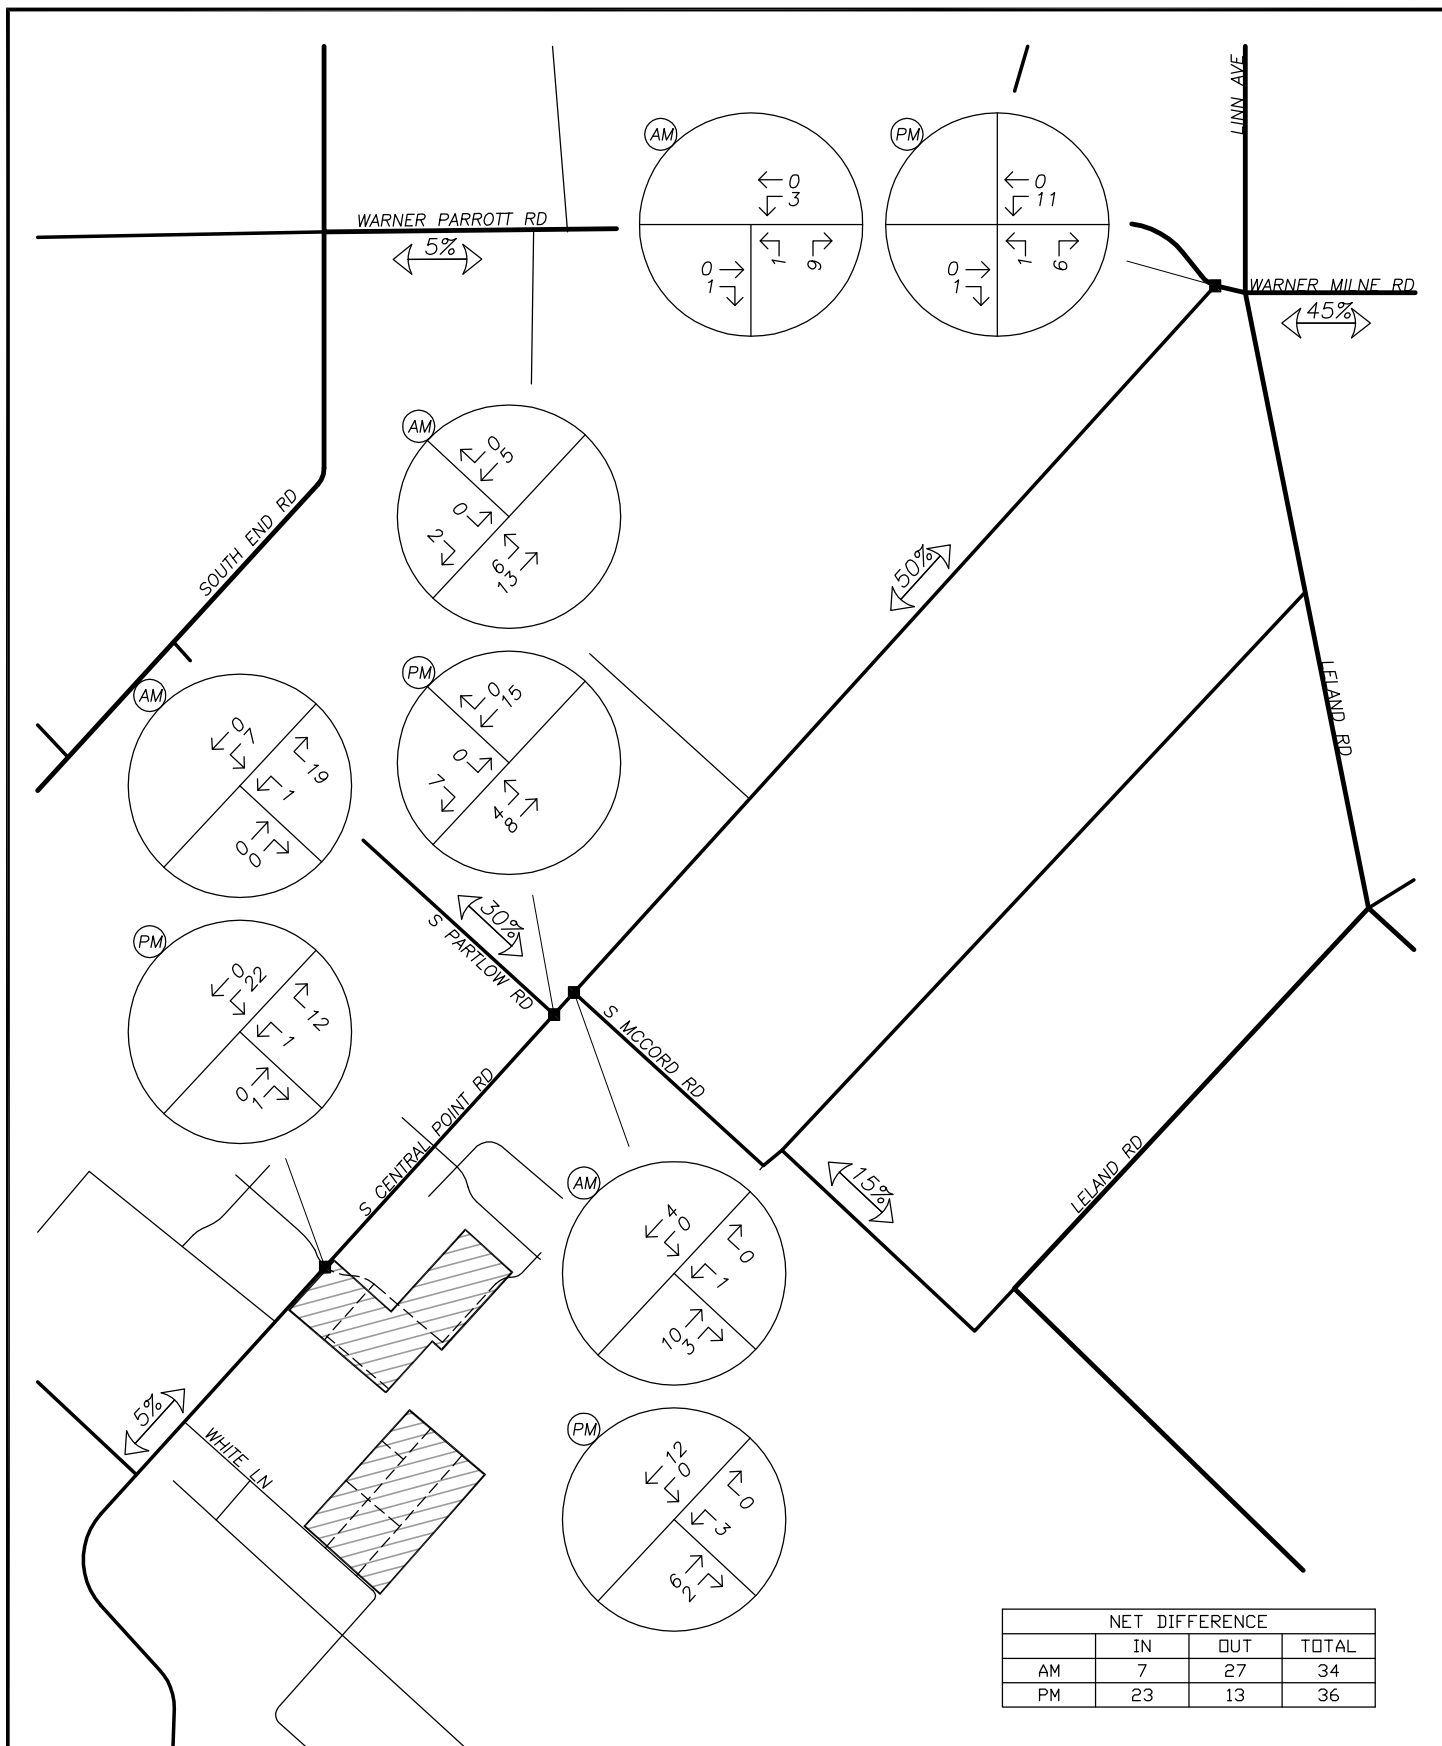 LINN AVE
AM
0
3
1
9
0
1
PM
0
11
1
6
0
1
WARNER PARROTT RD
5%
WARNER MILNE RD
45%
AM
0
5
0
2
6
13
SOUTH END RD
50%
PM
0
15
0
7
4
8
LELAND RD
AM
0
7
19
1
0
0
30%
S PARTLOW RD
PM
0
22
12
1
0
1
S MCCORD RD
S CENTRAL POINT RD
15%
LELAND RD
AM
4
0
0
1
10
3
5%
WHITE LN
PM
12
0
0
3
6
2
NET DIFFERENCE
IN OUT TOTAL
AM 7 27 34
PM 23 13 36